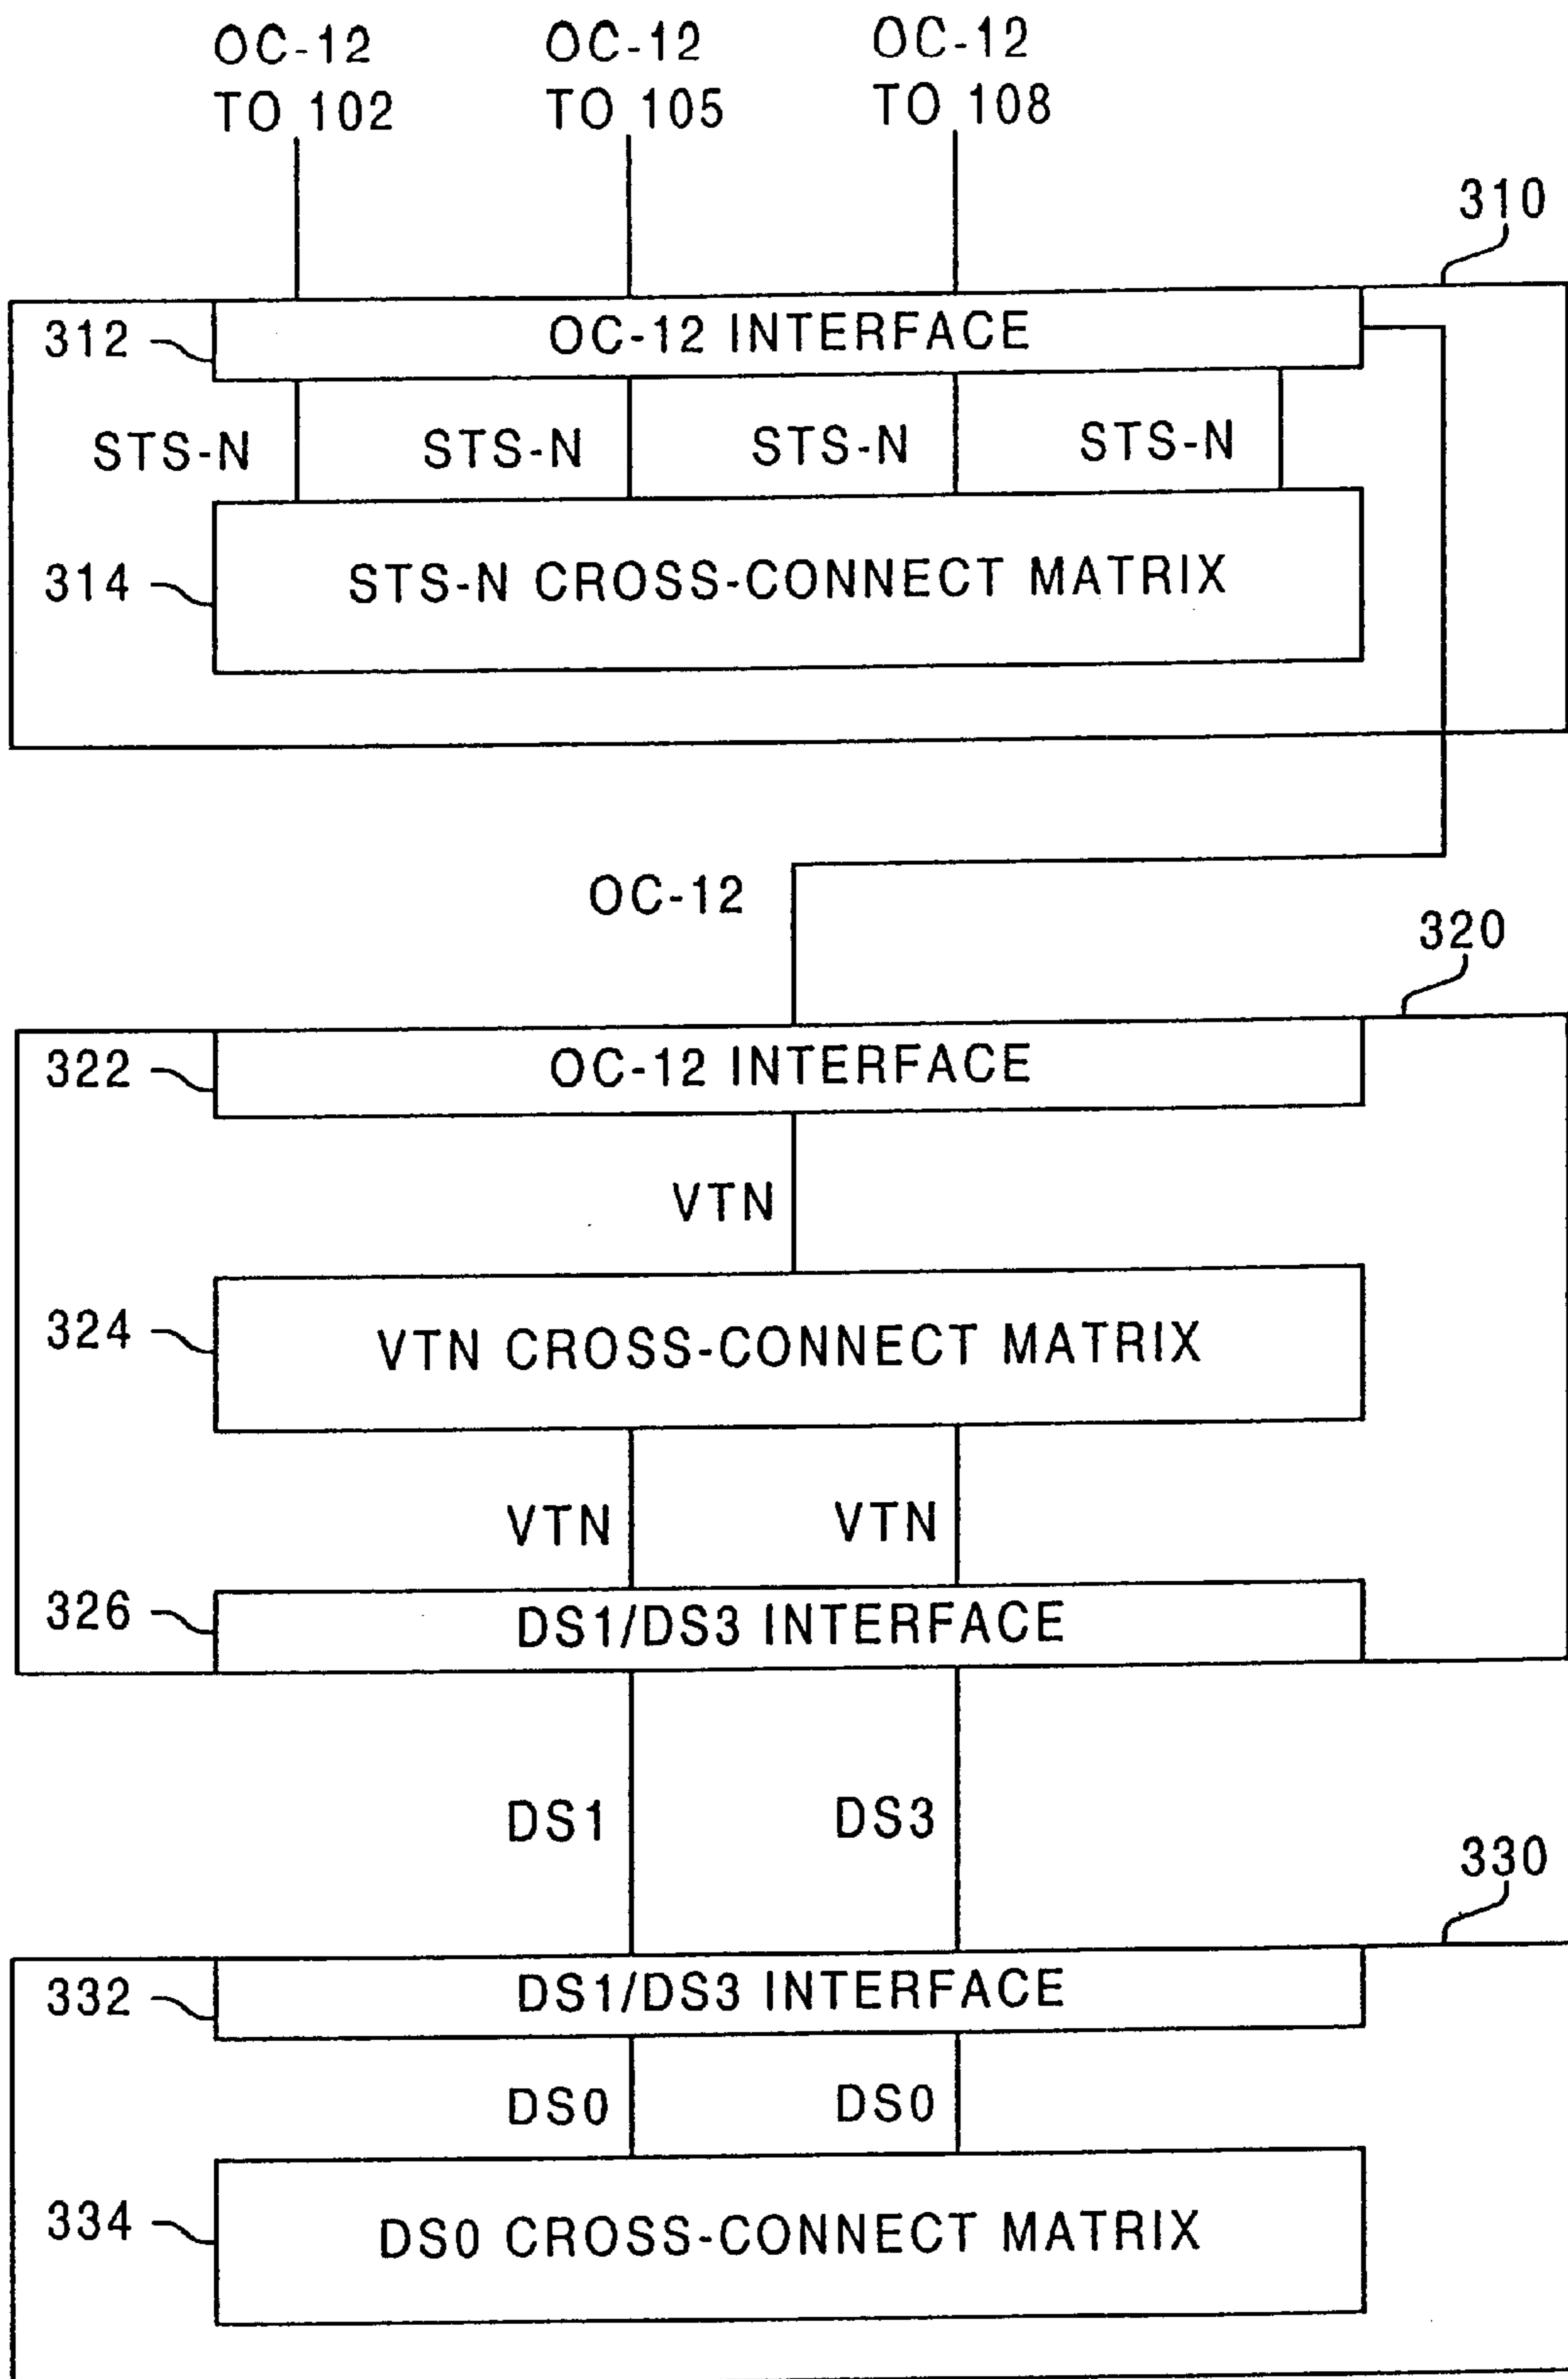 OC-12
TO 102
OC-12
TO 105
OC-12
TO 108
310
312
OC-12 INTERFACE
STS-N
STS-N
STS-N
STS-N
314
STS-N CROSS-CONNECT MATRIX
OC-12
320
322
OC-12 INTERFACE
VTN
324
VTN CROSS-CONNECT MATRIX
VTN
VTN
326
DS1/DS3 INTERFACE
DS1
DS3
330
332
DS1/DS3 INTERFACE
DS0
DS0
334
DS0 CROSS-CONNECT MATRIX